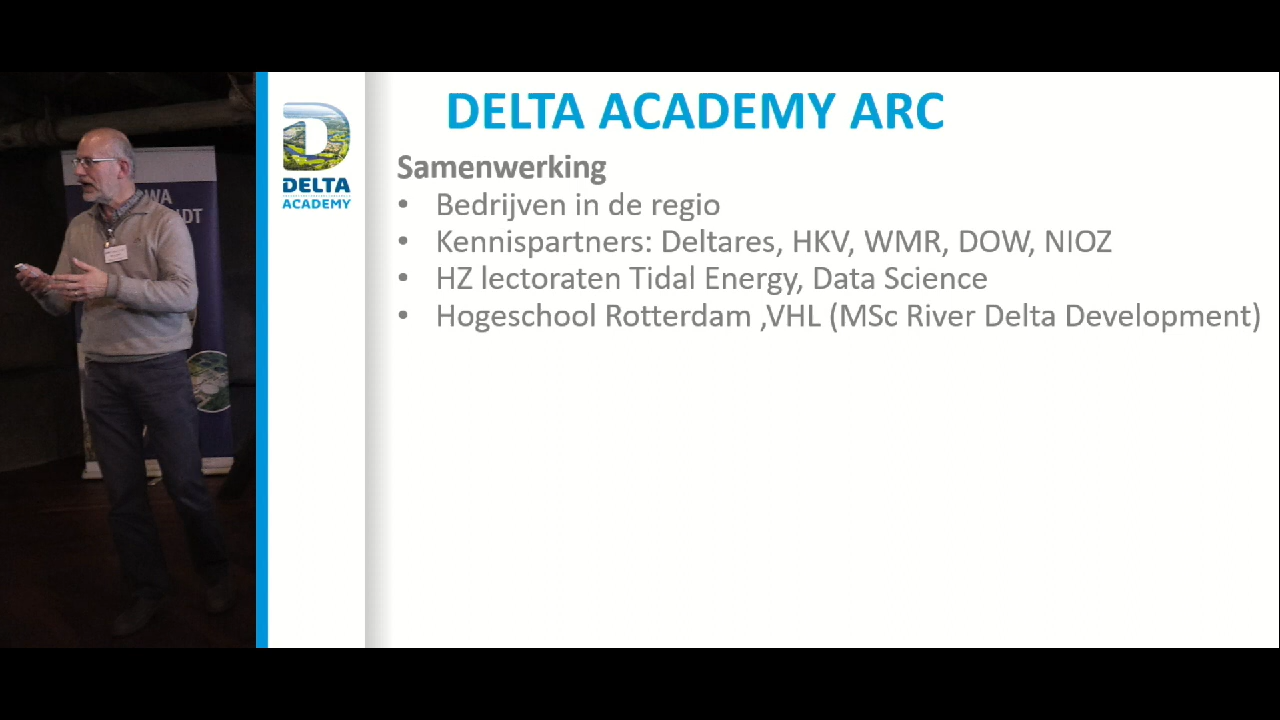 DELTA ACADEMY ARC
DELTA
ACADEMY
Samenwerking
• Bedrijven in de regio
• Kennispartners: Deltares, HKV, WMR, DOW, NIOZ
• HZ lectoraten Tidal Energy, Data Science
• Hogeschool Rotterdam ,VHL (MSc River Delta Development)